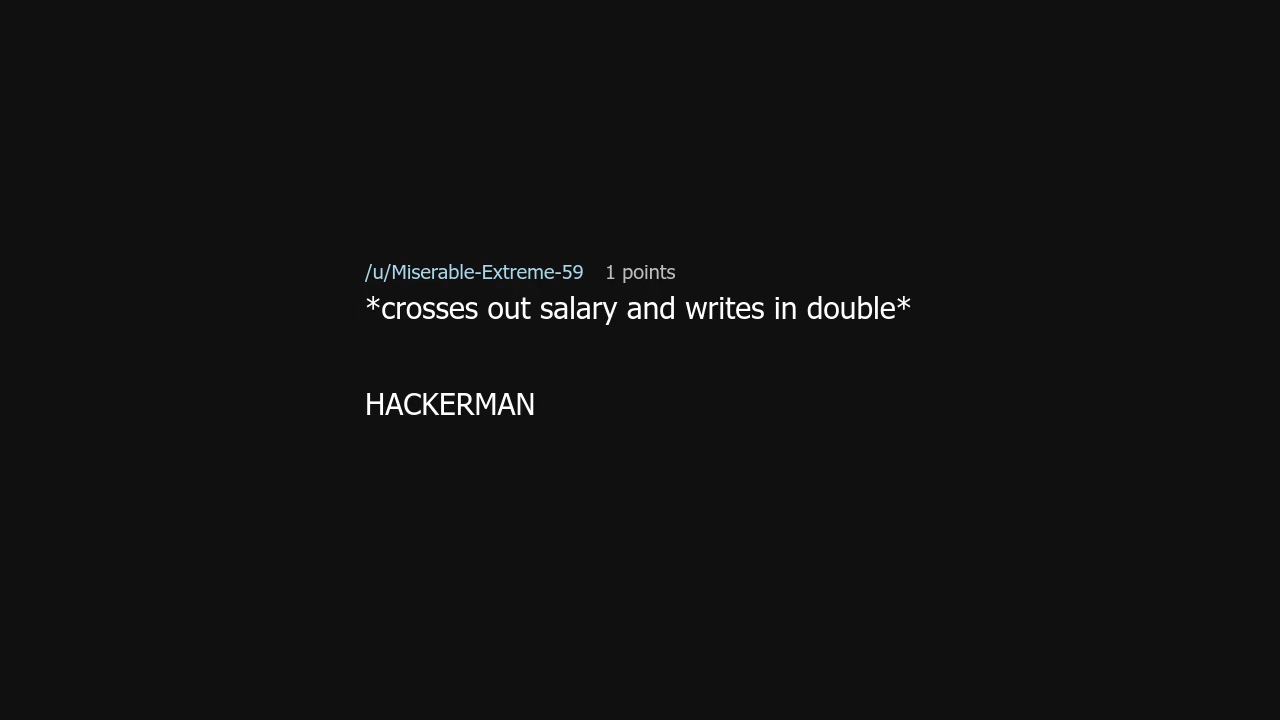 /u/Miserable-Extreme-59 1 points
*crosses out salary and writes in double*
HACKERMAN